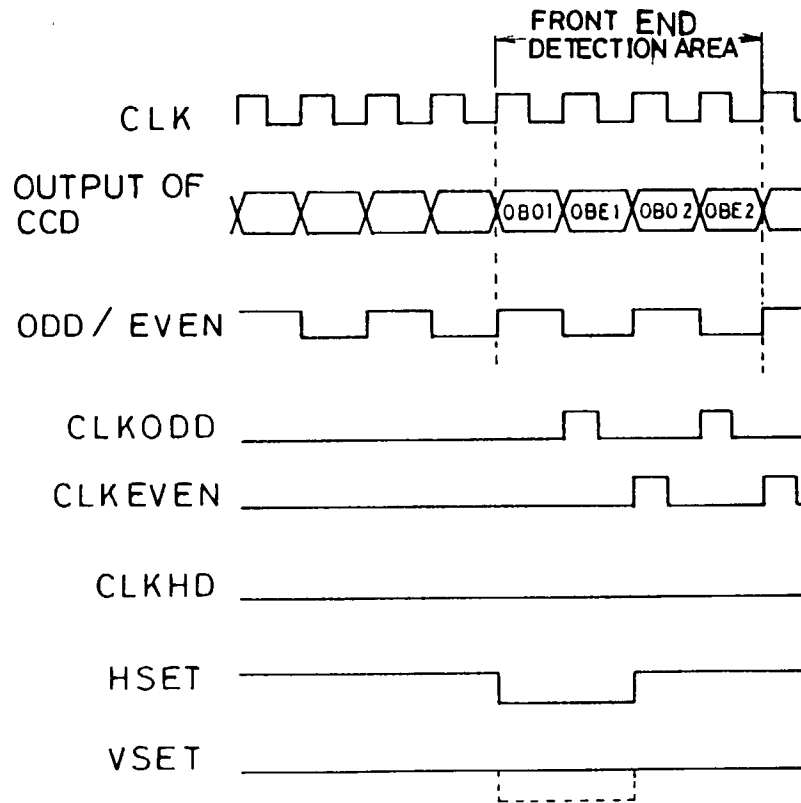 FRONT END
DETECTION AREA
CLK
OUTPUT OF
CCD
OBO1 OBE1 OBO2 OBE2
ODD/EVEN
CLKODD
CLKEVEN
CLKHD
HSET
VSET